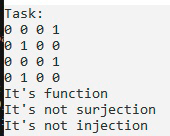 Task:
0 0 0 1
0 1 0 0
0 0 0 1
0 1 0 0
It's function
It's not surjection
It's not injection